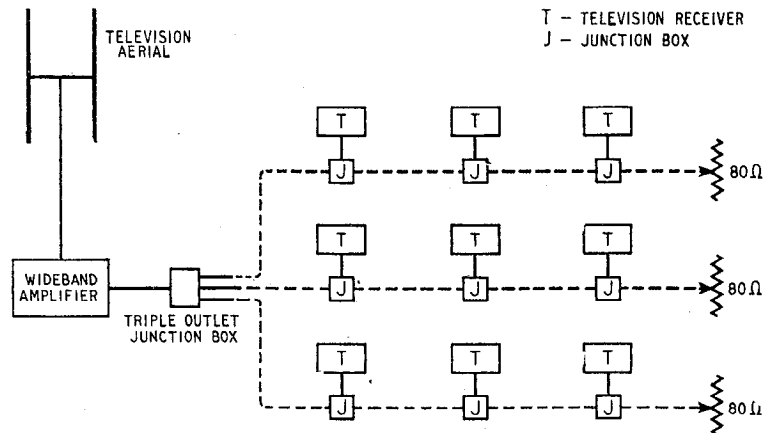 T – TELEVISION RECEIVER
J – JUNCTION BOX
TELEVISION
AERIAL
T T T
J J J 80Ω
T T T
WIDEBAND
AMPLIFIER
J J J 80Ω
TRIPLE OUTLET
JUNCTION BOX
T T T
J J J 80Ω